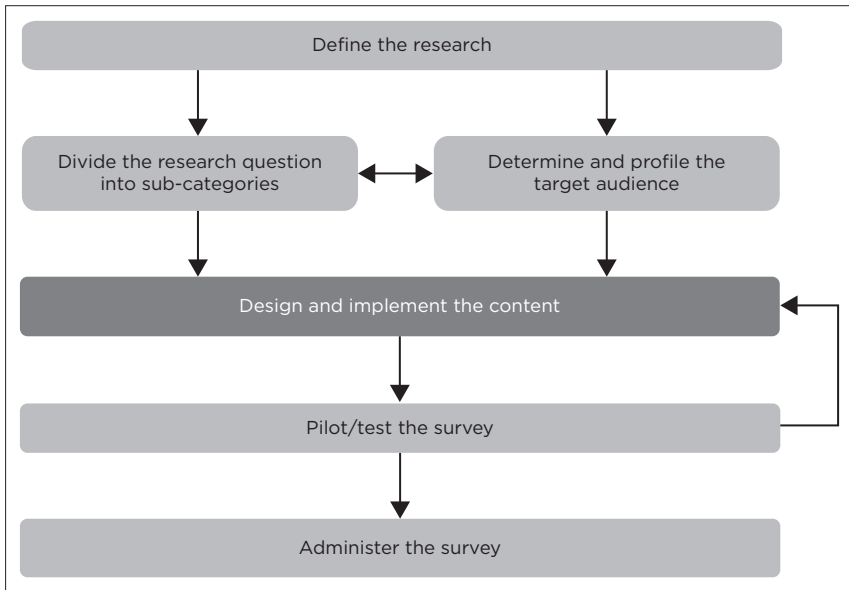 Define the research
Divide the research question
into sub-categories
Determine and profile the
target audience
Design and implement the content
Pilot/test the survey
Administer the survey